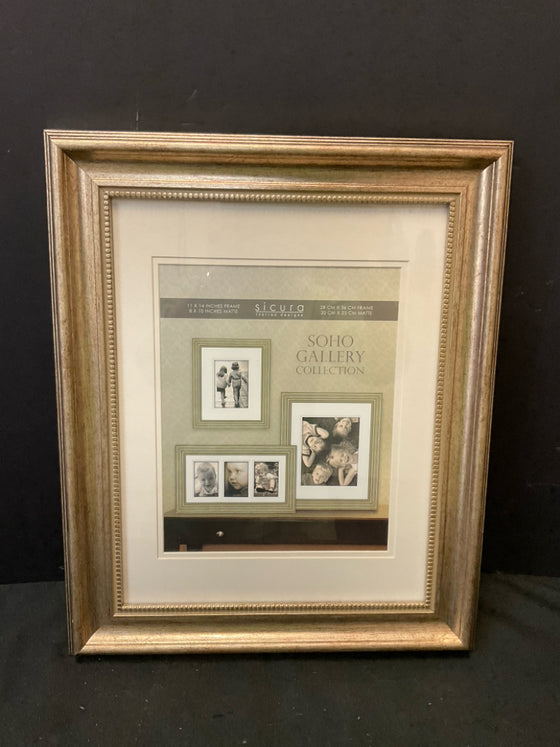 11 X 14 INCHES FRAME
8 X 10 INCHES MATTE
sicura
28 CM X 36 CM FRAME
20 CM X 25 CM MATTE
SOHO
GALLERY
COLLECTION